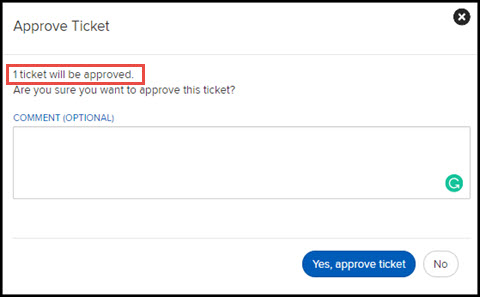 Approve Ticket
1 ticket will be approved.
Are you sure you want to approve this ticket?
COMMENT (OPTIONAL)
Yes, approve ticket
No